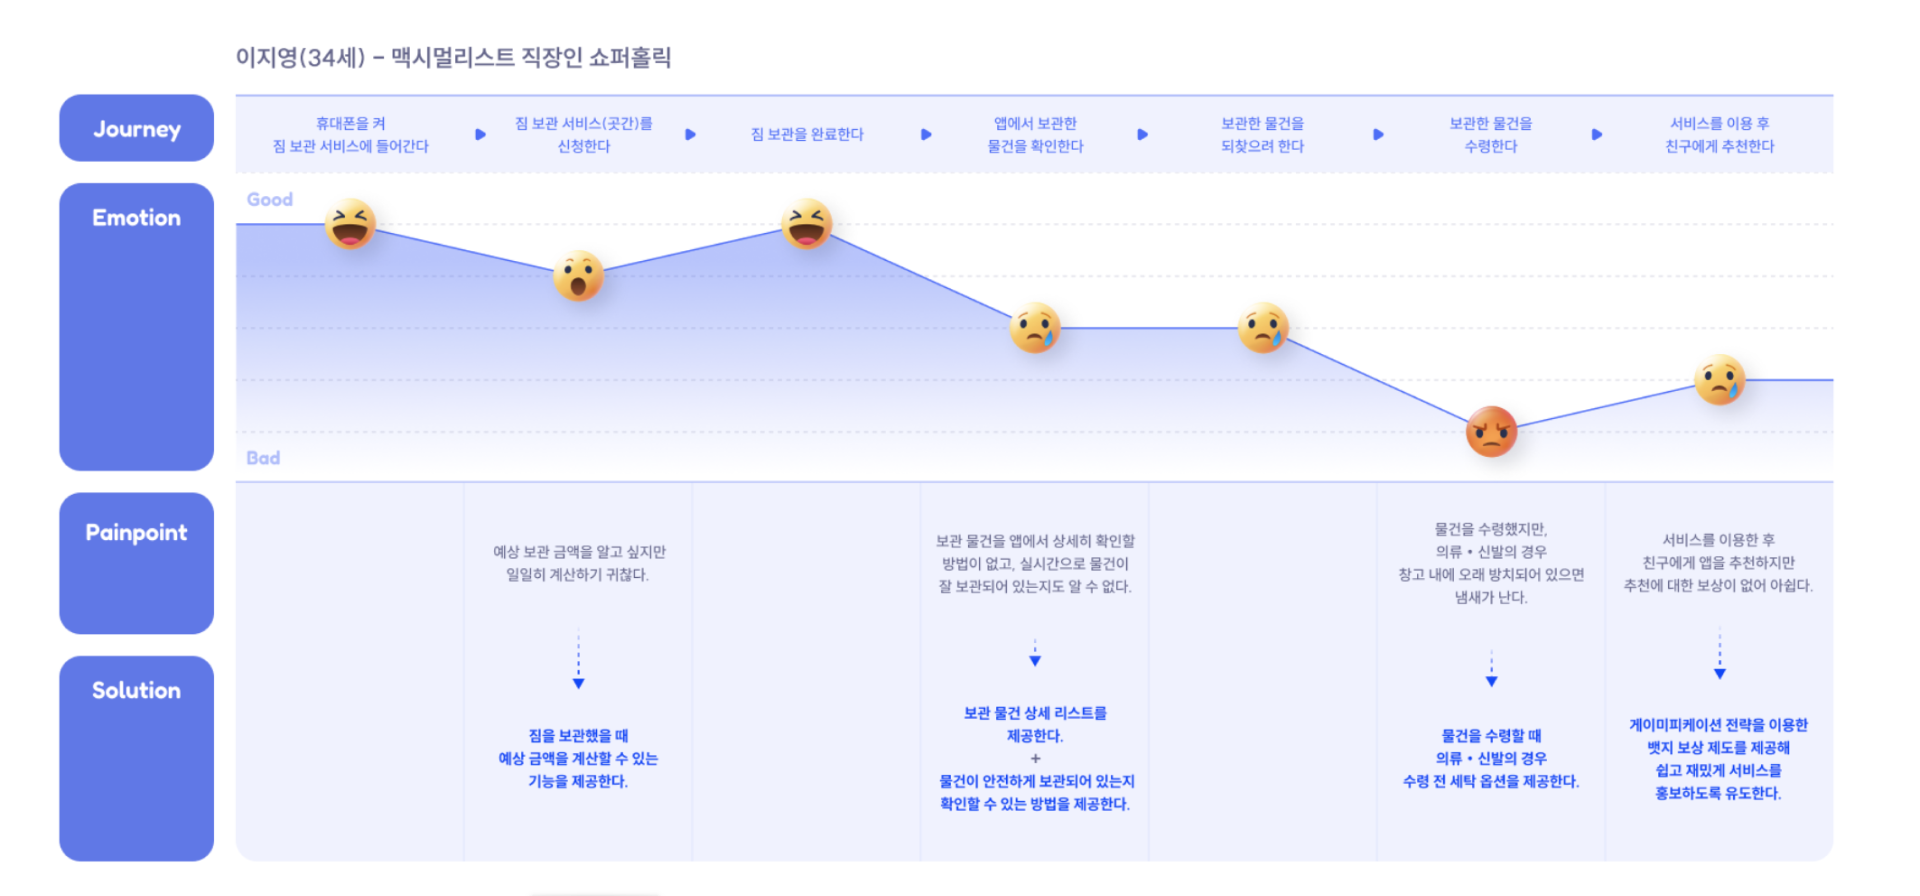 이지영(34세) – 맥시멀리스트 직장인 쇼퍼홀릭
Journey
휴대폰을 켜
짐 보관 서비스에 들어간다
짐 보관 서비스(곳간)를
신청한다
짐 보관을 완료한다
앱에서 보관한
물건을 확인한다
보관한 물건을
되찾으려 한다
보관한 물건을
수령한다
서비스를 이용 후
친구에게 추천한다
Emotion
Good
Bad
Painpoint
예상 보관 금액을 알고 싶지만
일일히 계산하기 귀찮다.
보관 물건을 앱에서 상세히 확인할
방법이 없고, 실시간으로 물건이
잘 보관되어 있는지도 알 수 없다.
물건을 수령했지만,
의류 • 신발의 경우
창고 내에 오래 방치되어 있으면
냄새가 난다.
서비스를 이용한 후
친구에게 앱을 추천하지만
추천에 대한 보상이 없어 아쉽다.
Solution
짐을 보관했을 때
예상 금액을 계산할 수 있는
기능을 제공한다.
보관 물건 상세 리스트를
제공한다.
+
물건이 안전하게 보관되어 있는지
확인할 수 있는 방법을 제공한다.
물건을 수령할 때
의류 • 신발의 경우
수령 전 세탁 옵션을 제공한다.
게이미피케이션 전략을 이용한
뱃지 보상 제도를 제공해
쉽고 재밌게 서비스를
홍보하도록 유도한다.